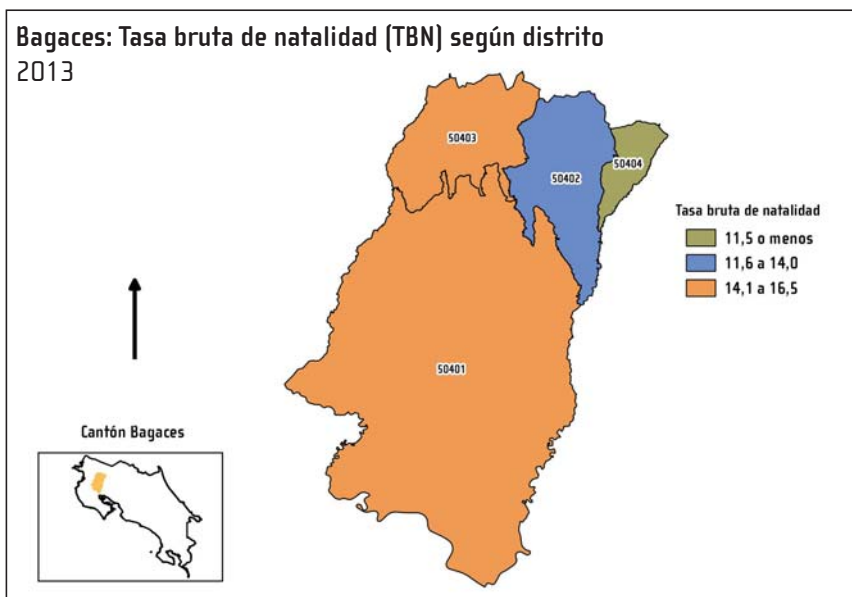 Bagaces: Tasa bruta de natalidad (TBN) según distrito
2013
50403
50404
50402
Tasa bruta de natalidad
11,5 o menos
11,6 a 14,0
14,1 a 16,5
50401
Cantón Bagaces